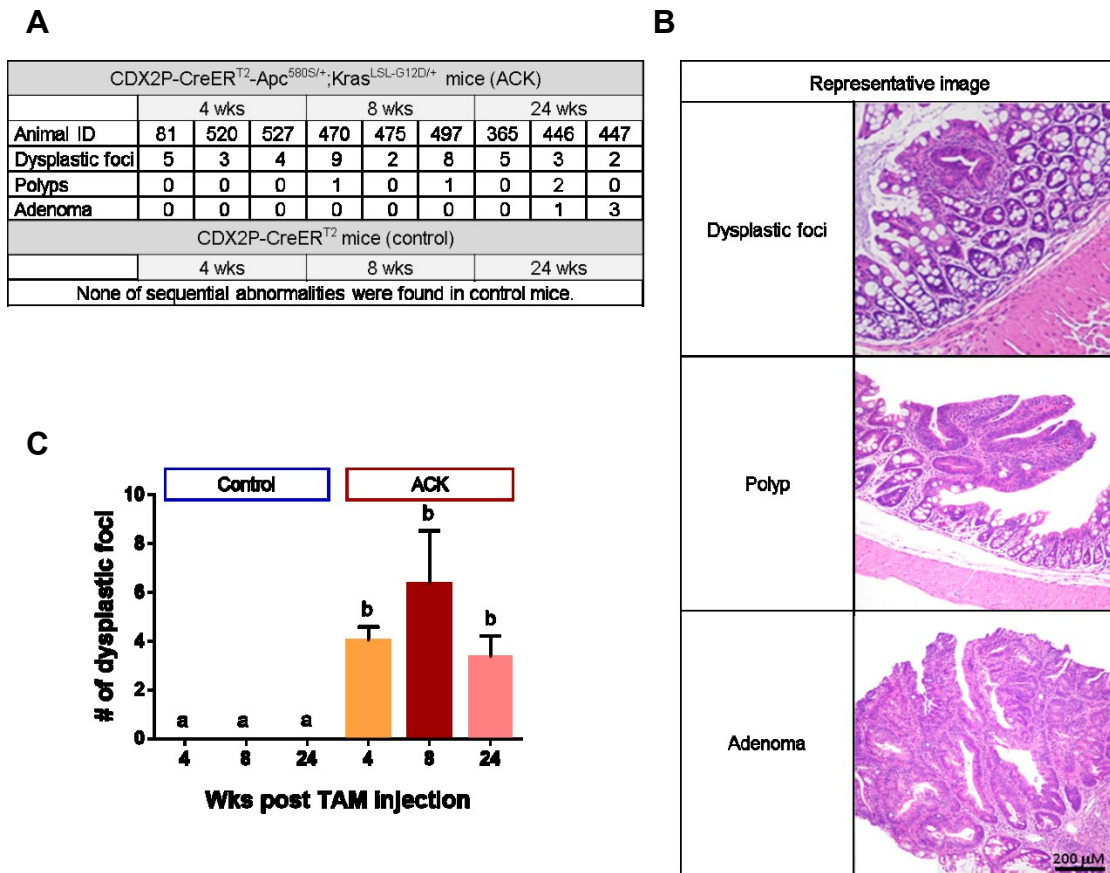 A
CDX2P-CreER^T2-Apc^580S/+;Kras^LSL-G12D/+ mice (ACK)
4 wks 8 wks 24 wks
Animal ID 81 520 527 470 475 497 365 446 447
Dysplastic foci 5 3 4 9 2 8 5 3 2
Polyps 0 0 0 1 0 1 0 2 0
Adenoma 0 0 0 0 0 0 0 1 3
CDX2P-CreER^T2 mice (control)
4 wks 8 wks 24 wks
None of sequential abnormalities were found in control mice.
B
Representative image
Dysplastic foci
Polyp
Adenoma
200 µM
C
Control ACK
# of dysplastic foci
10
8
6
4
2
0
a a a b b b
4 8 24 4 8 24
Wks post TAM injection